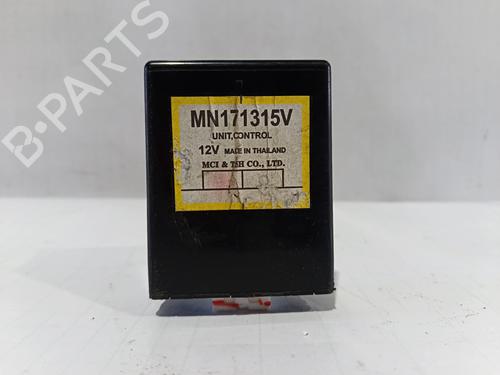 MN171315V
UNIT,CONTROL
12V MADE IN THAILAND
MCI & TSH CO., LTD.
B-PARTS